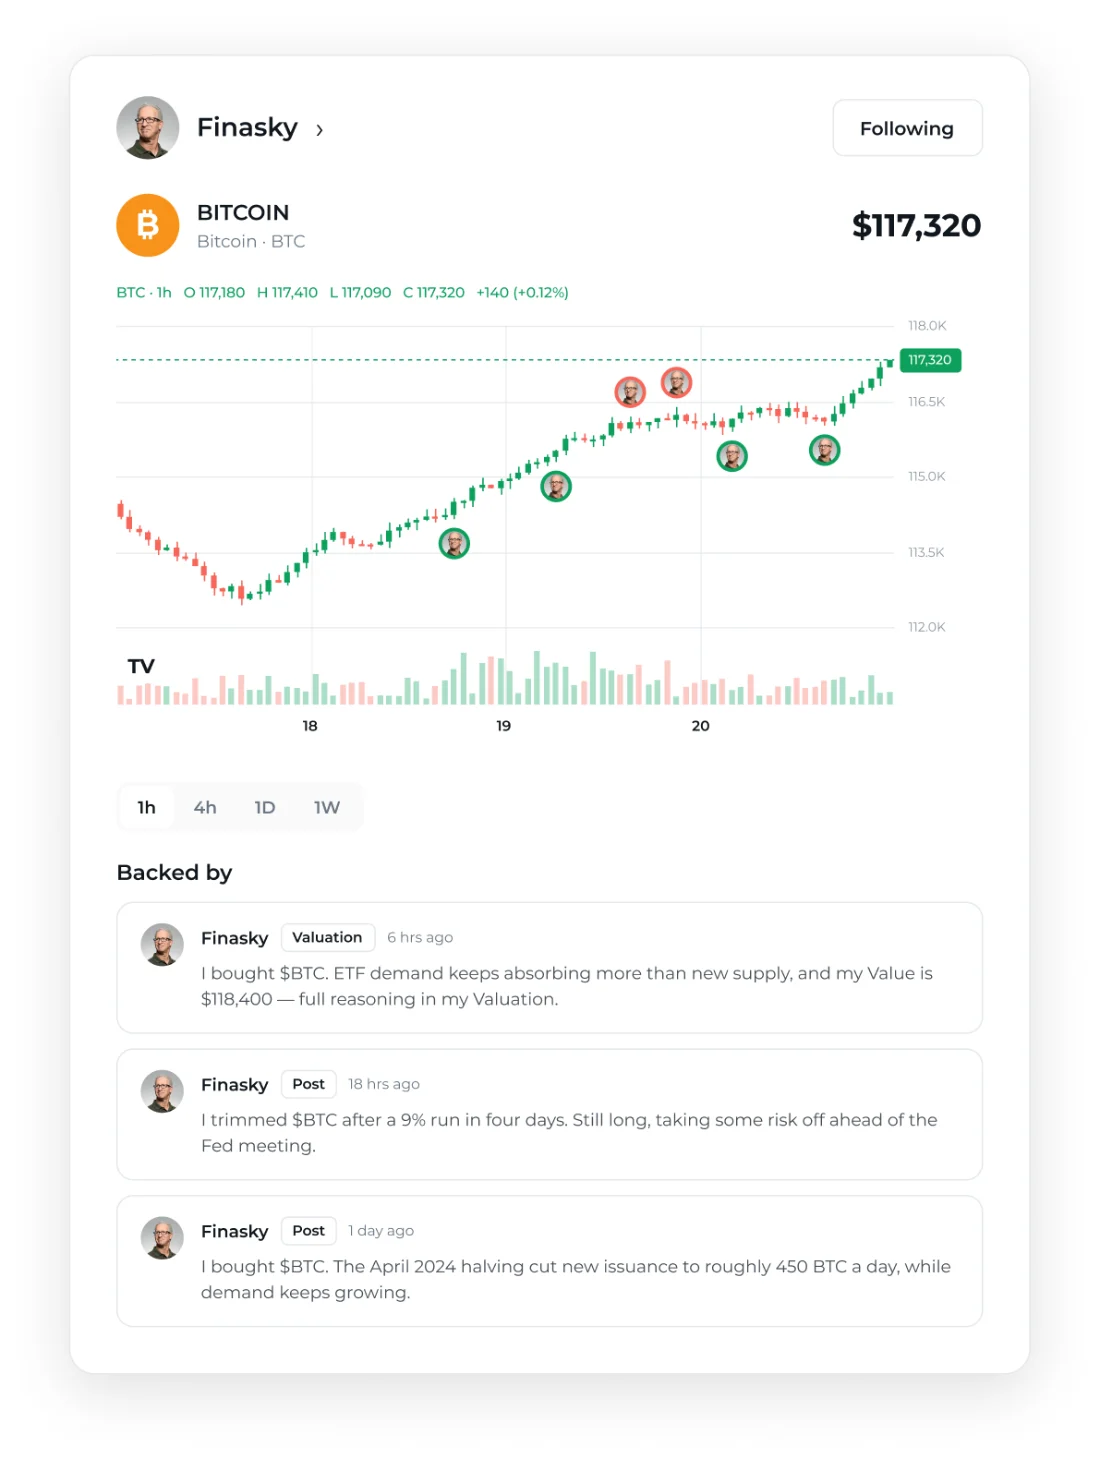 Finasky ›
Following
BITCOIN
Bitcoin · BTC
$117,320
BTC · 1h O 117,180 H 117,410 L 117,090 C 117,320 +140 (+0.12%)
118.0K
117,320
116.5K
115.0K
113.5K
112.0K
TV
18 19 20
1h 4h 1D 1W
Backed by
Finasky Valuation 6 hrs ago
I bought $BTC. ETF demand keeps absorbing more than new supply, and my Value is
$118,400 — full reasoning in my Valuation.
Finasky Post 18 hrs ago
I trimmed $BTC after a 9% run in four days. Still long, taking some risk off ahead of the
Fed meeting.
Finasky Post 1 day ago
I bought $BTC. The April 2024 halving cut new issuance to roughly 450 BTC a day, while
demand keeps growing.